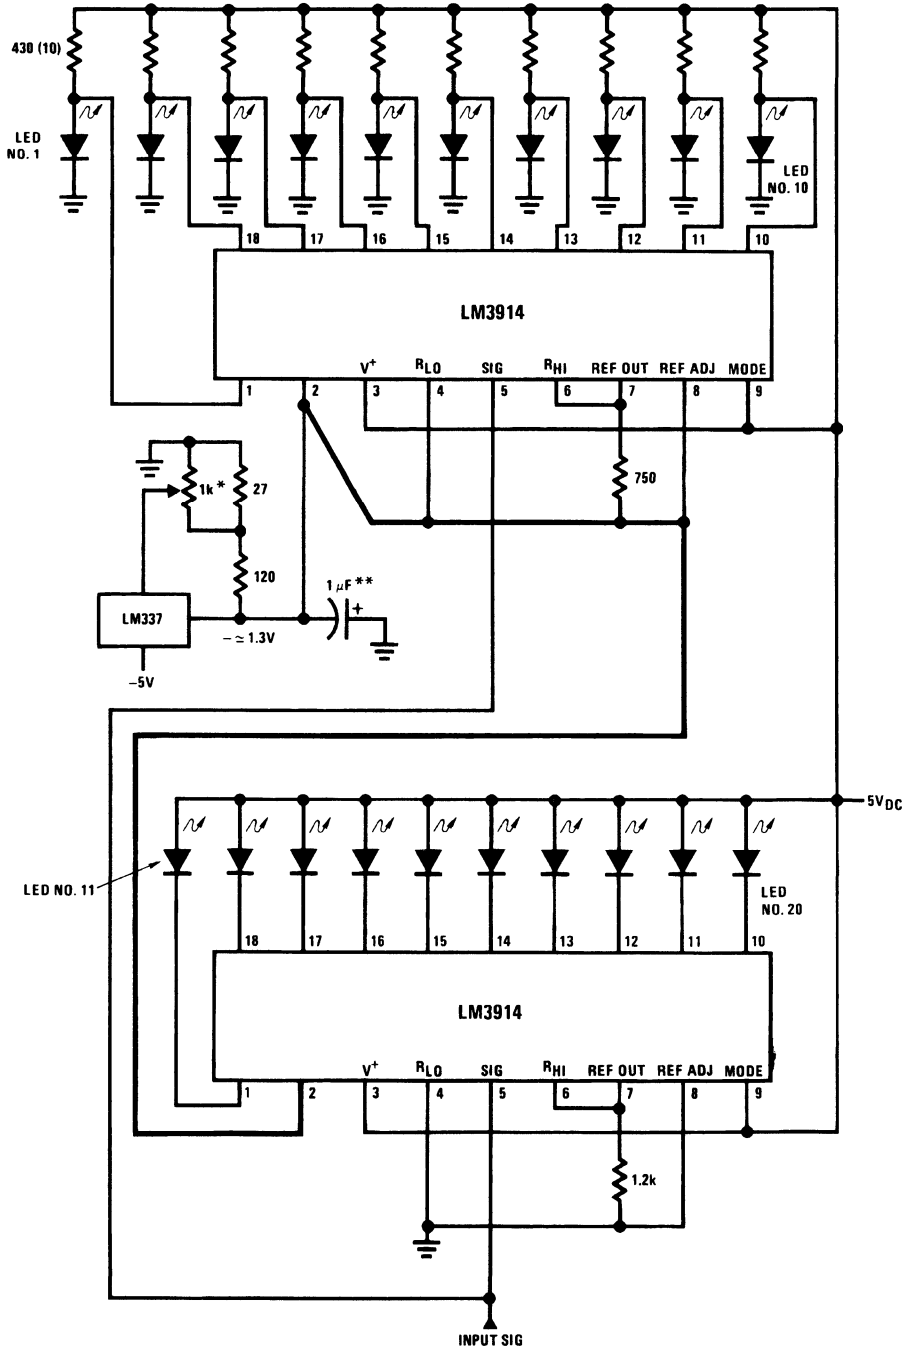 430 (10)
LED
NO. 1
LED
NO. 10
18 17 16 15 14 13 12 11 10
LM3914
V+ RLO SIG RHI REF OUT REF ADJ MODE
1 2 3 4 5 6 7 8 9
1k* 27
750
120
1 μF**
+
LM337
− ≃ 1.3V
−5V
5VDC
LED NO. 11
LED
NO. 20
18 17 16 15 14 13 12 11 10
LM3914
V+ RLO SIG RHI REF OUT REF ADJ MODE
1 2 3 4 5 6 7 8 9
1.2k
INPUT SIG